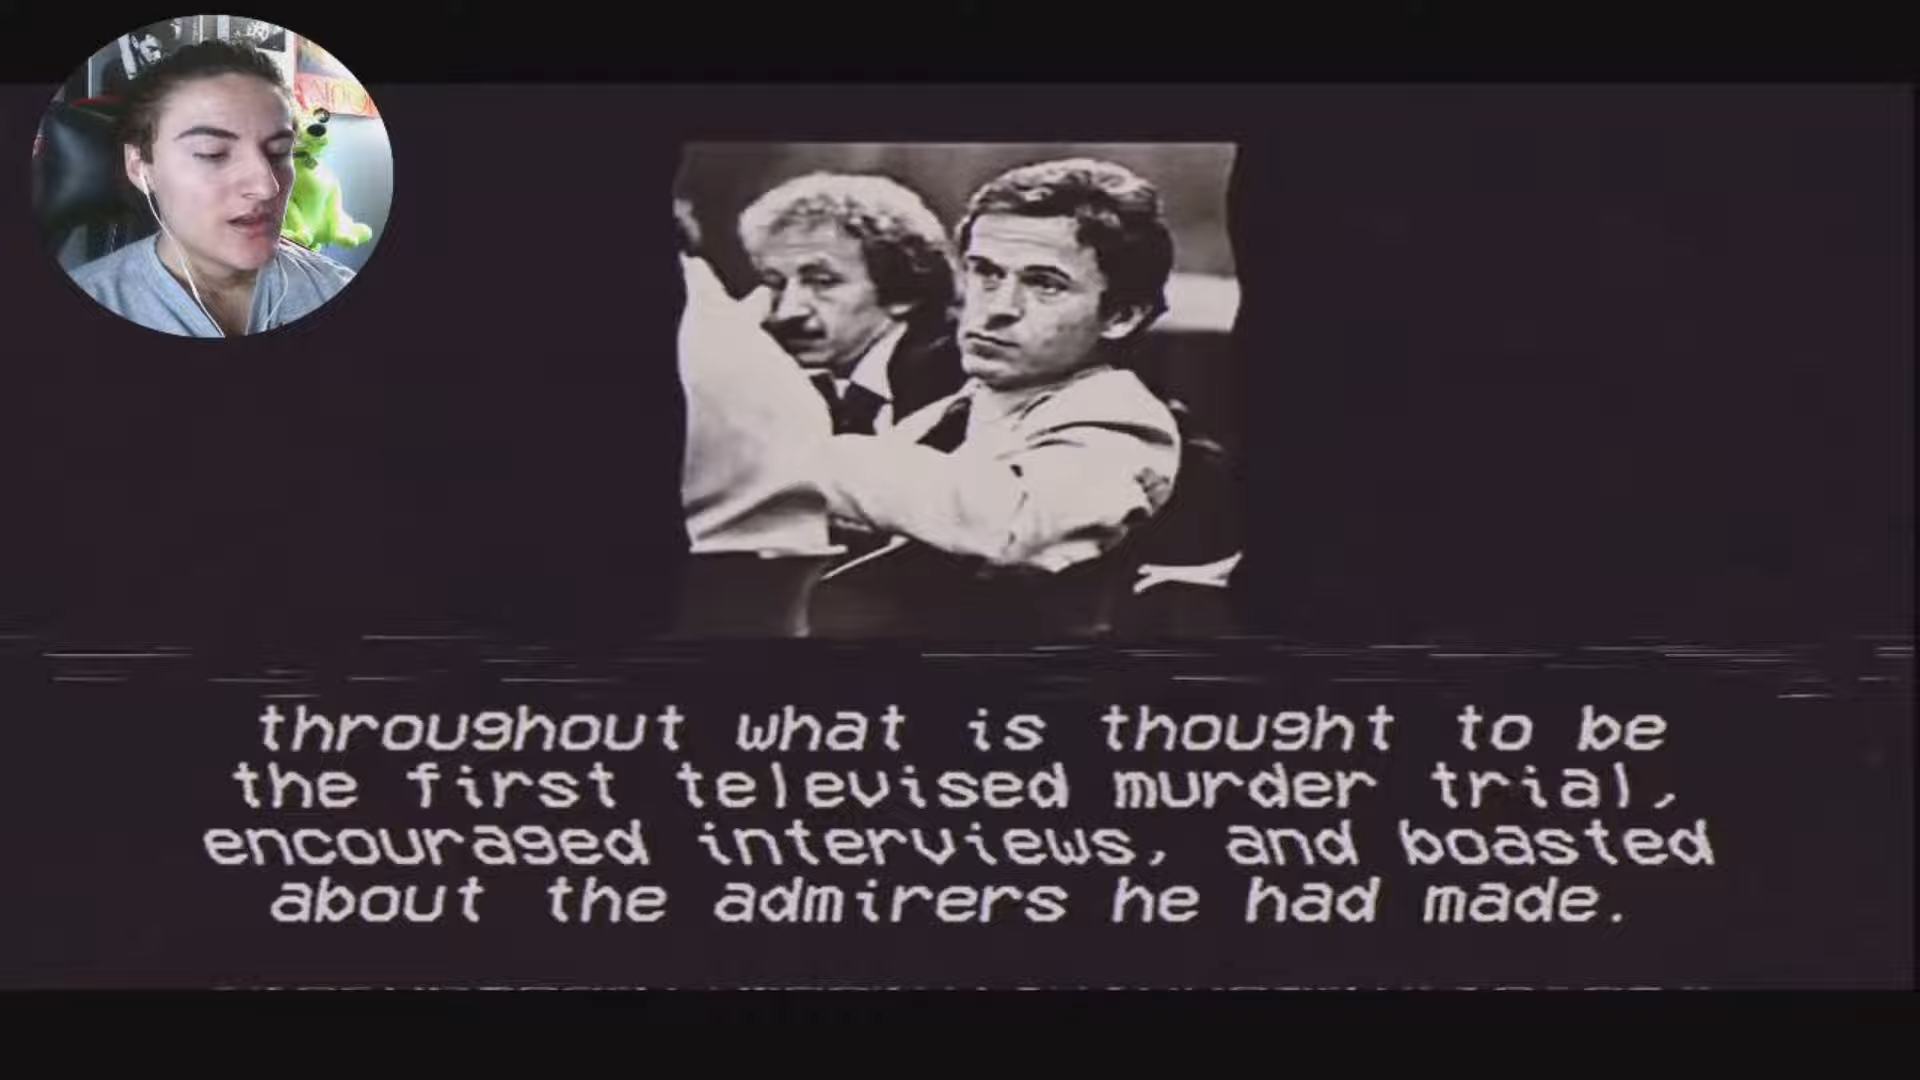 throughout what is thought to be
the first televised murder trial,
encouraged interviews, and boasted
about the admirers he had made.